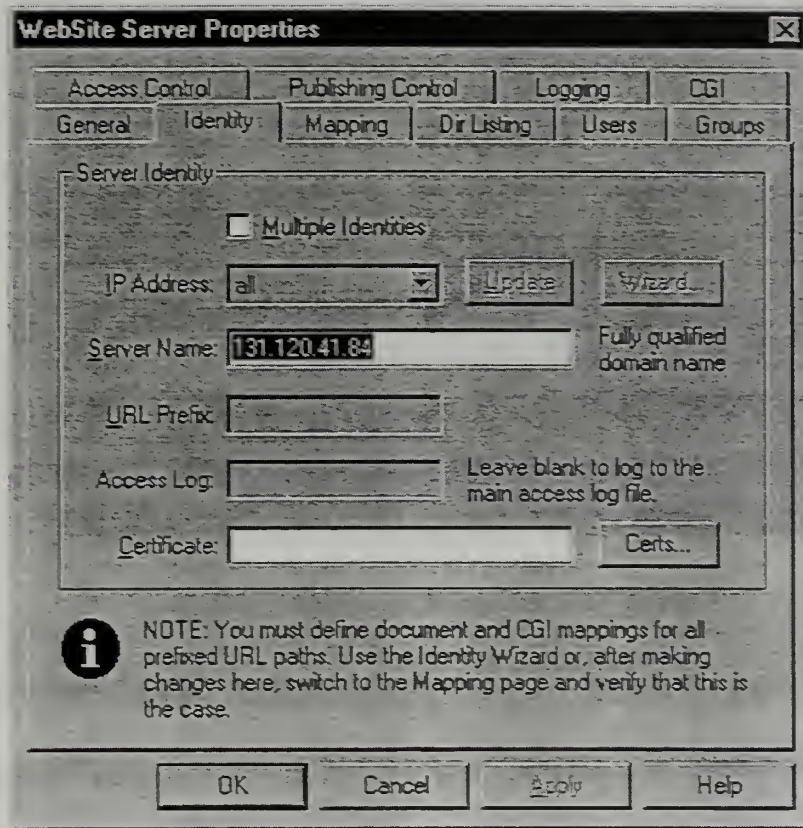 WebSite Server Properties
Access Control Publishing Control Logging CGI
General Identity Mapping Dir Listing Users Groups
Server Identity
Multiple Identities
IP Address: all Update Wizard...
Server Name: 131.120.41.84 Fully qualified
domain name
URL Prefix:
Access Log: Leave blank to log to the
main access log file.
Certificate: Certs...
NOTE: You must define document and CGI mappings for all
prefixed URL paths. Use the Identity Wizard or, after making
changes here, switch to the Mapping page and verify that this is
the case.
OK Cancel Apply Help